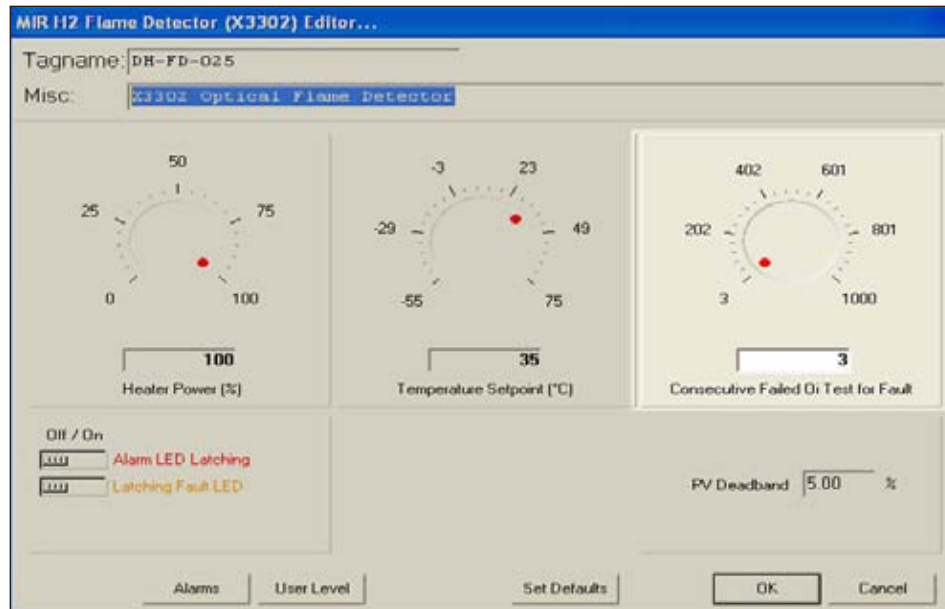 MIR H2 Flame Detector (X3302) Editor...
Tagname: DH-FD-025
Misc: X3302 Optical Flame Detector
50
25 75
0 100
100
Heater Power (%)
-3 23
-29 49
-55 75
35
Temperature Setpoint (°C)
402 601
202 801
3 1000
3
Consecutive Failed Oi Test for Fault
Off / On
Alarm LED Latching
Latching Fault LED
PV Deadband 5.00 %
Alarms User Level Set Defaults OK Cancel